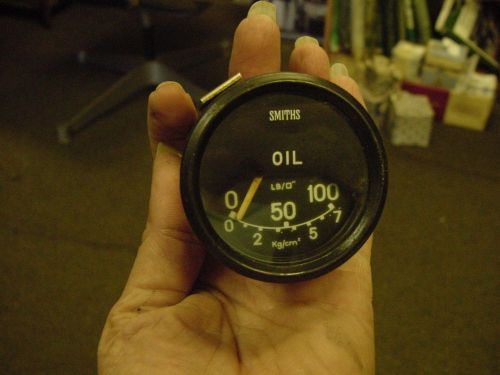 SMITHS
OIL
LB/□"
0 50 100
0 2 5 7
Kg/cm²